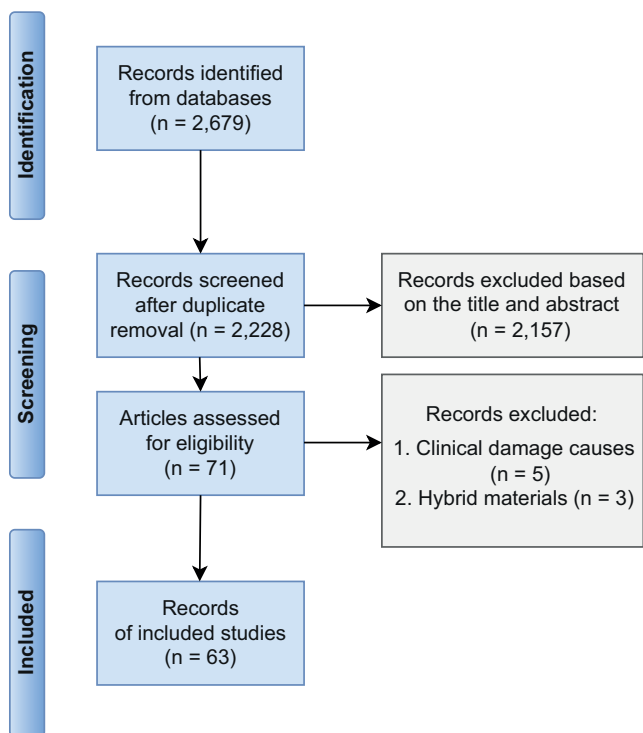 Identification
Records identified
from databases
(n = 2,679)
Screening
Records screened
after duplicate
removal (n = 2,228)
Records excluded based
on the title and abstract
(n = 2,157)
Articles assessed
for eligibility
(n = 71)
Records excluded:
1. Clinical damage causes
(n = 5)
2. Hybrid materials (n = 3)
Included
Records
of included studies
(n = 63)